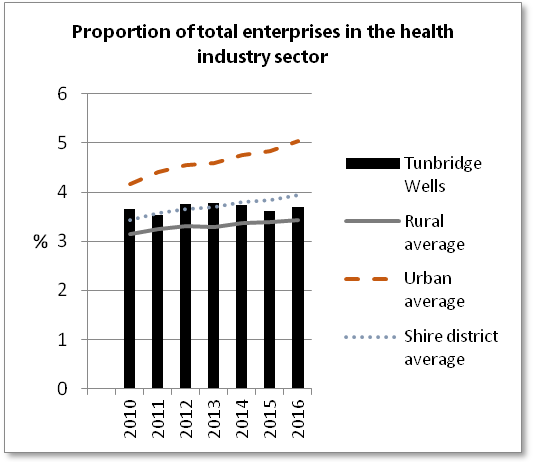 Proportion of total enterprises in the health
industry sector
6
5
4
3
2
1
0
%
2010
2011
2012
2013
2014
2015
2016
Tunbridge
Wells
Rural
average
Urban
average
Shire district
average